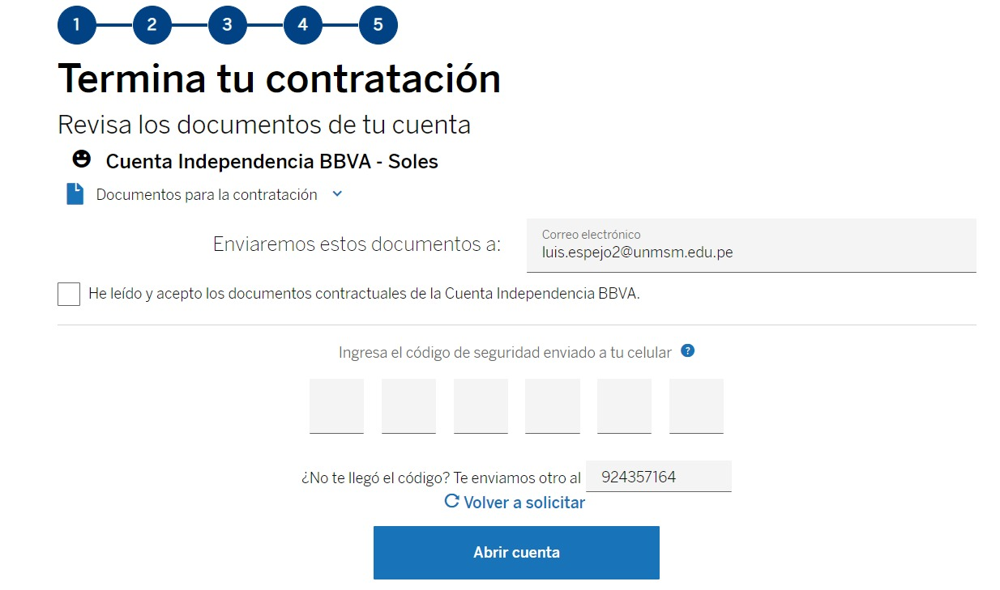 1 2 3 4 5
Termina tu contratación
Revisa los documentos de tu cuenta
Cuenta Independencia BBVA - Soles
Documentos para la contratación
Enviaremos estos documentos a:
Correo electrónico
luis.espejo2@unmsm.edu.pe
He leído y acepto los documentos contractuales de la Cuenta Independencia BBVA.
Ingresa el código de seguridad enviado a tu celular ?
¿No te llegó el código? Te enviamos otro al 924357164
Volver a solicitar
Abrir cuenta